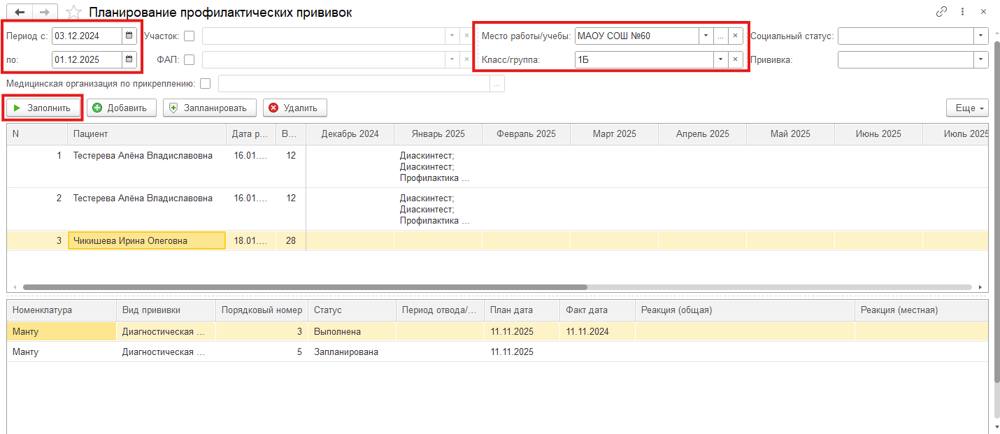 Планирование профилактических прививок
Период с: 03.12.2024 Участок: Место работы/учебы: МАОУ СОШ №60 ... Социальный статус:
по: 01.12.2025 ФАП: Класс/группа: 1Б Прививка:
Медицинская организация по прикреплению: ...
Заполнить Добавить Запланировать Удалить Еще
N Пациент Дата р... В... Декабрь 2024 Январь 2025 Февраль 2025 Март 2025 Апрель 2025 Май 2025 Июнь 2025 Июль 2025
1 Тестерева Алёна Владиславовна 16.01.... 12 Диаскинтест;
Диаскинтест;
Профилактика ...
2 Тестерева Алёна Владиславовна 16.01.... 12 Диаскинтест;
Диаскинтест;
Профилактика ...
3 Чикишева Ирина Олеговна 18.01.... 28
Номенклатура Вид прививки Порядковый номер Статус Период отвода/... План дата Факт дата Реакция (общая) Реакция (местная)
Манту Диагностическая ... 3 Выполнена 11.11.2025 11.11.2024
Манту Диагностическая ... 5 Запланирована 11.11.2025